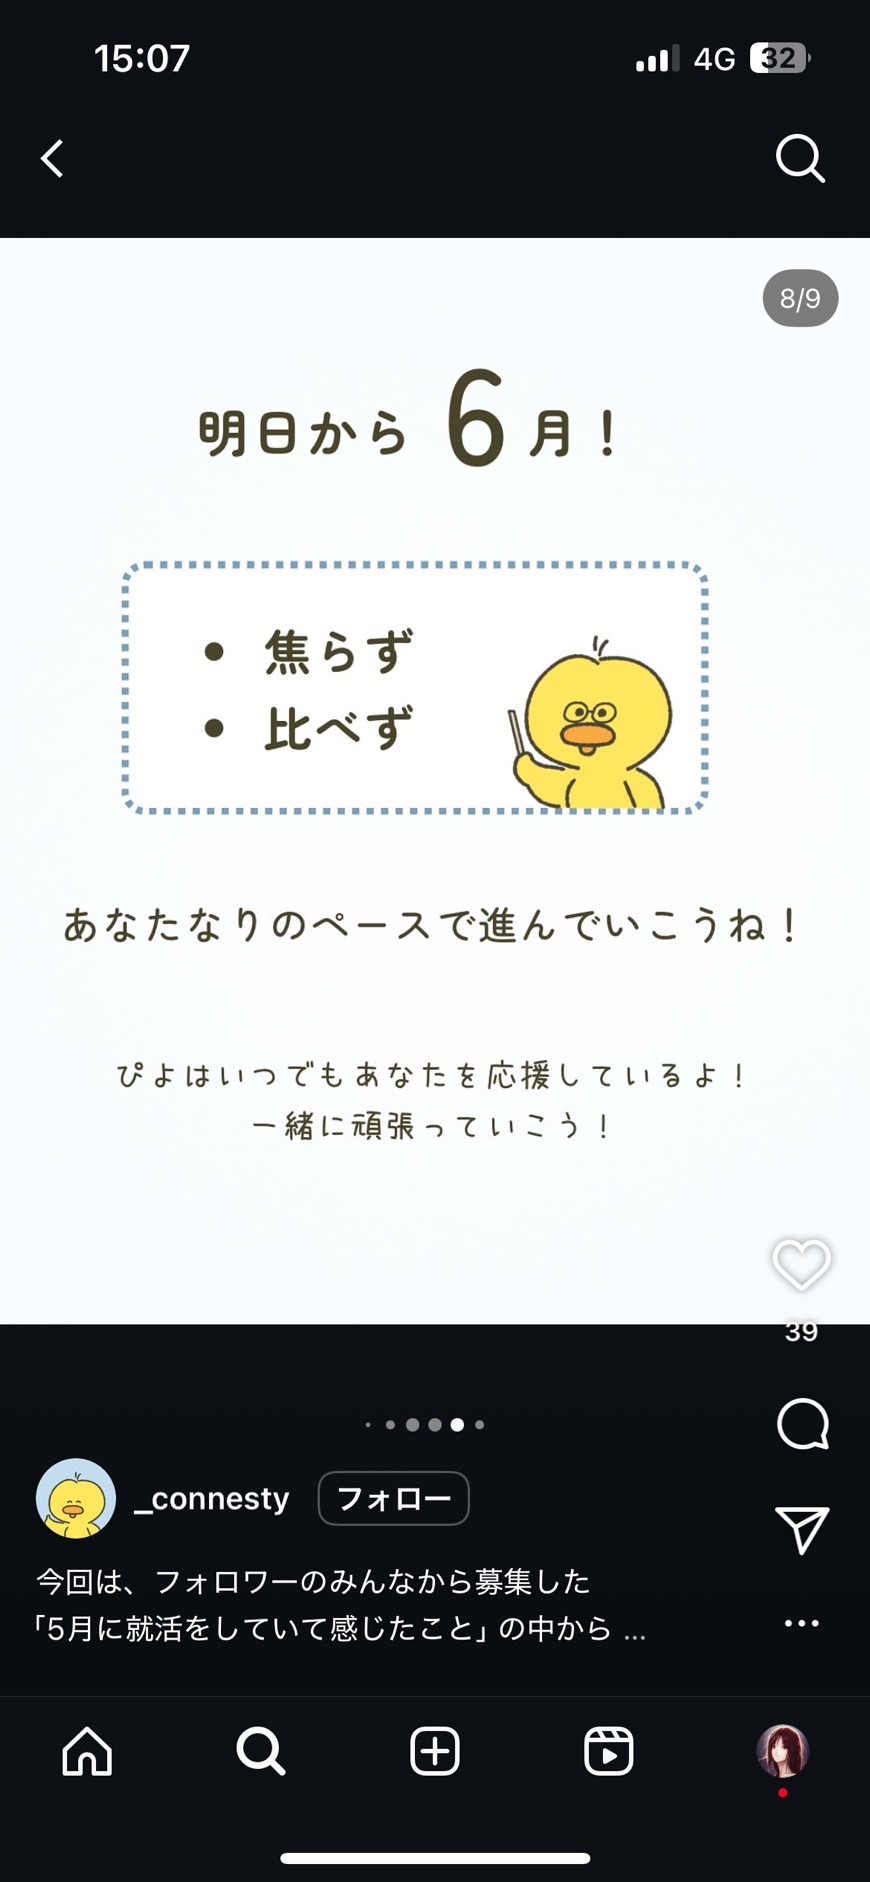 15:07
4G
32
8/9
明日から 6 月！
• 焦らず
• 比べず
あなたなりのペースで進んでいこうね！
ぴよはいつでもあなたを応援しているよ！
一緒に頑張っていこう！
39
_connesty
フォロー
今回は、フォロワーのみんなから募集した
「5月に就活をしていて感じたこと」の中から ...